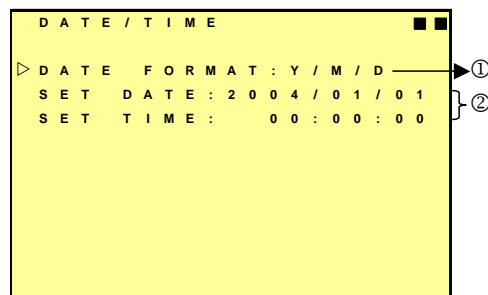 DATE/TIME ■■
▷DATE FORMAT:Y/M/D ①
SET DATE:2004/01/01
SET TIME: 00:00:00 ②